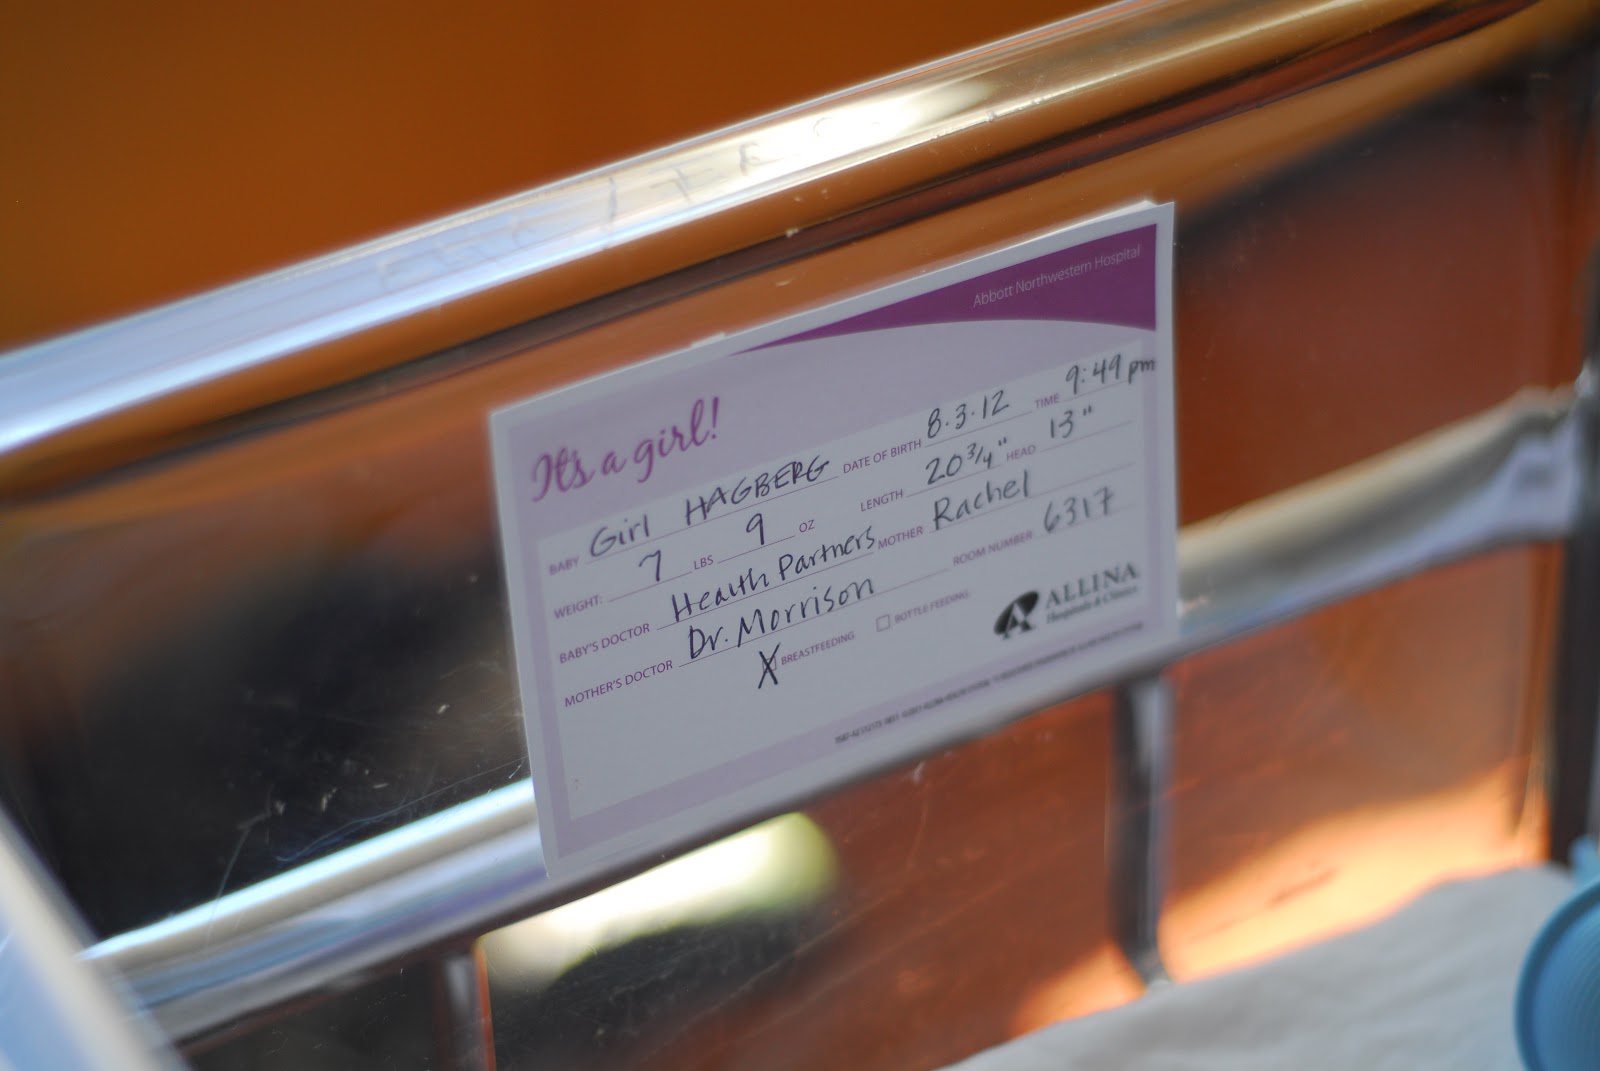 Abbott Northwestern Hospital
It's a girl!
BABY Girl HAGBERG DATE OF BIRTH 8.3.12 TIME 9:49 pm
WEIGHT: 7 LBS 9 OZ LENGTH 20 3/4" HEAD 13"
BABY'S DOCTOR Health Partners MOTHER Rachel
MOTHER'S DOCTOR Dr. Morrison ROOM NUMBER 6317
X BREASTFEEDING BOTTLE FEEDING
ALLINA
Hospitals & Clinics